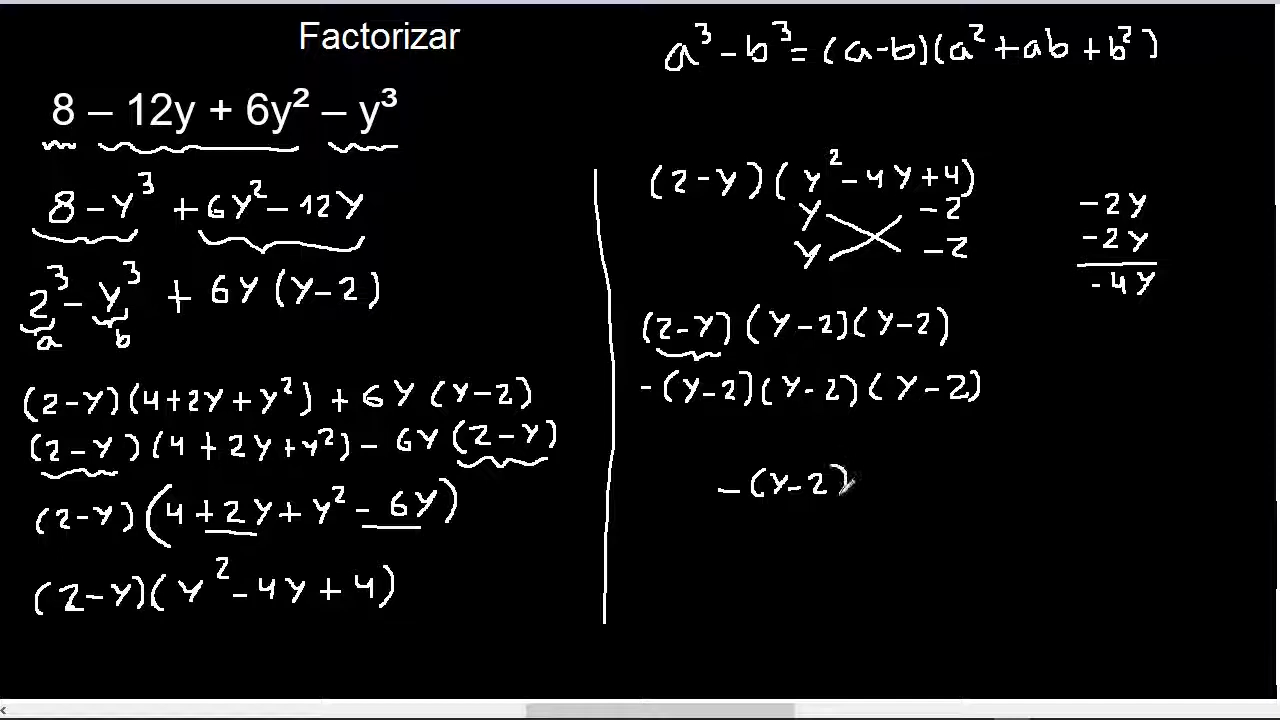 Factorizar
8 – 12y + 6y² – y³
8 - y³ + 6y² - 12y
2³ - y³ + 6y(y-2)
a b
(2-y)(4+2y+y²) + 6y(y-2)
(2-y)(4+2y+y²) - 6y(2-y)
(2-y)(4+2y+y²-6y)
(2-y)(y²-4y+4)
a³-b³=(a-b)(a²+ab+b²)
(2-y)(y²-4y+4)
y -2
y -2
-2y
-2y
-4y
(2-y)(y-2)(y-2)
-(y-2)(y-2)(y-2)
-(y-2)